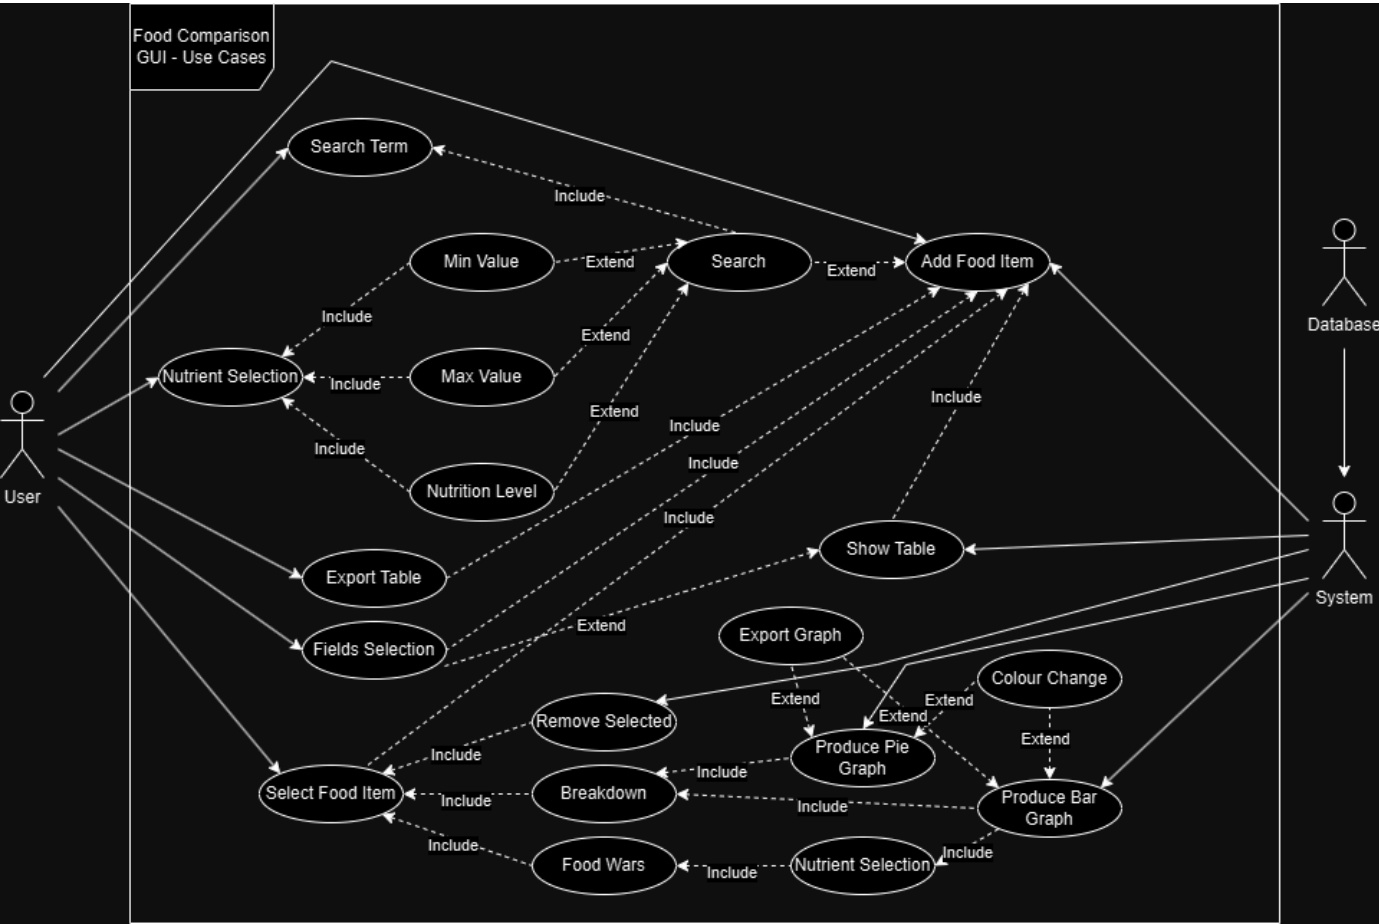 Food Comparison
GUI - Use Cases
Search Term
Include
Min Value
Extend
Search
Extend
Add Food Item
Include
Database
Extend
Nutrient Selection
Include
Max Value
Include
Extend
Include
Include
Include
Nutrition Level
User
Include
Show Table
Export Table
System
Extend
Export Graph
Fields Selection
Colour Change
Extend
Extend
Extend
Remove Selected
Extend
Include
Produce Pie
Graph
Include
Select Food Item
Include
Breakdown
Include
Produce Bar
Graph
Include
Food Wars
Include
Nutrient Selection
Include